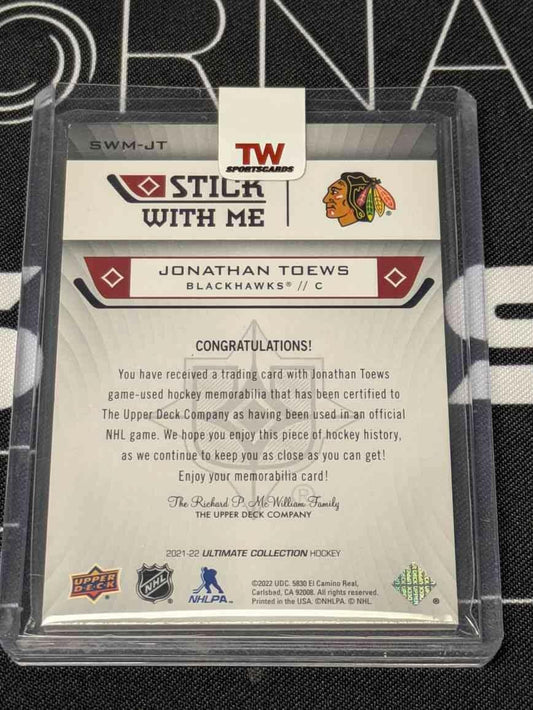 ORNA
SWM-JT
TW
SPORTSCARDS
STICK
WITH ME
JONATHAN TOEWS
BLACKHAWKS® // C
CONGRATULATIONS!
You have received a trading card with Jonathan Toews
game-used hockey memorabilia that has been certified to
The Upper Deck Company as having been used in an official
NHL game. We hope you enjoy this piece of hockey history,
as we continue to keep you as close as you can get!
Enjoy your memorabilia card!
®
The Richard P. McWilliam Family
THE UPPER DECK COMPANY
2021-22 ULTIMATE COLLECTION HOCKEY
UPPER
DECK
NHL
NHLPA
©2022 UDC. 5830 El Camino Real,
Carlsbad, CA 92008. All rights reserved.
Printed in the USA. ©NHLPA. © NHL.
®